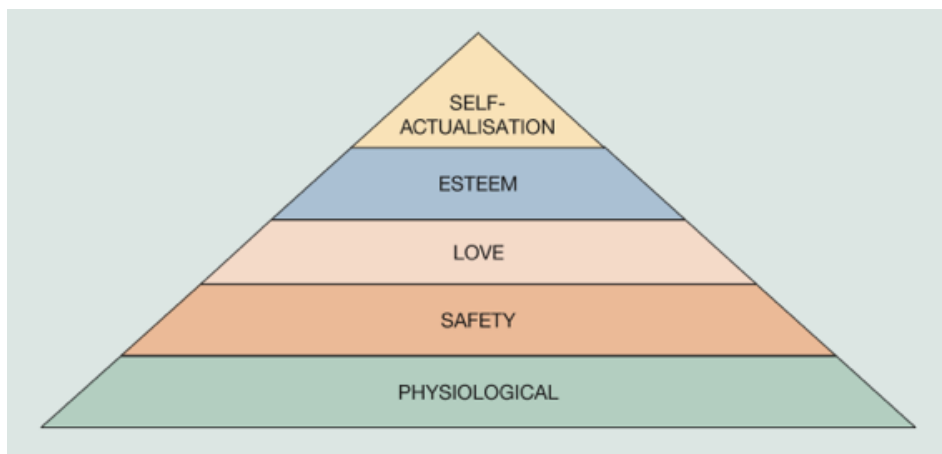 SELF-
ACTUALISATION
ESTEEM
LOVE
SAFETY
PHYSIOLOGICAL